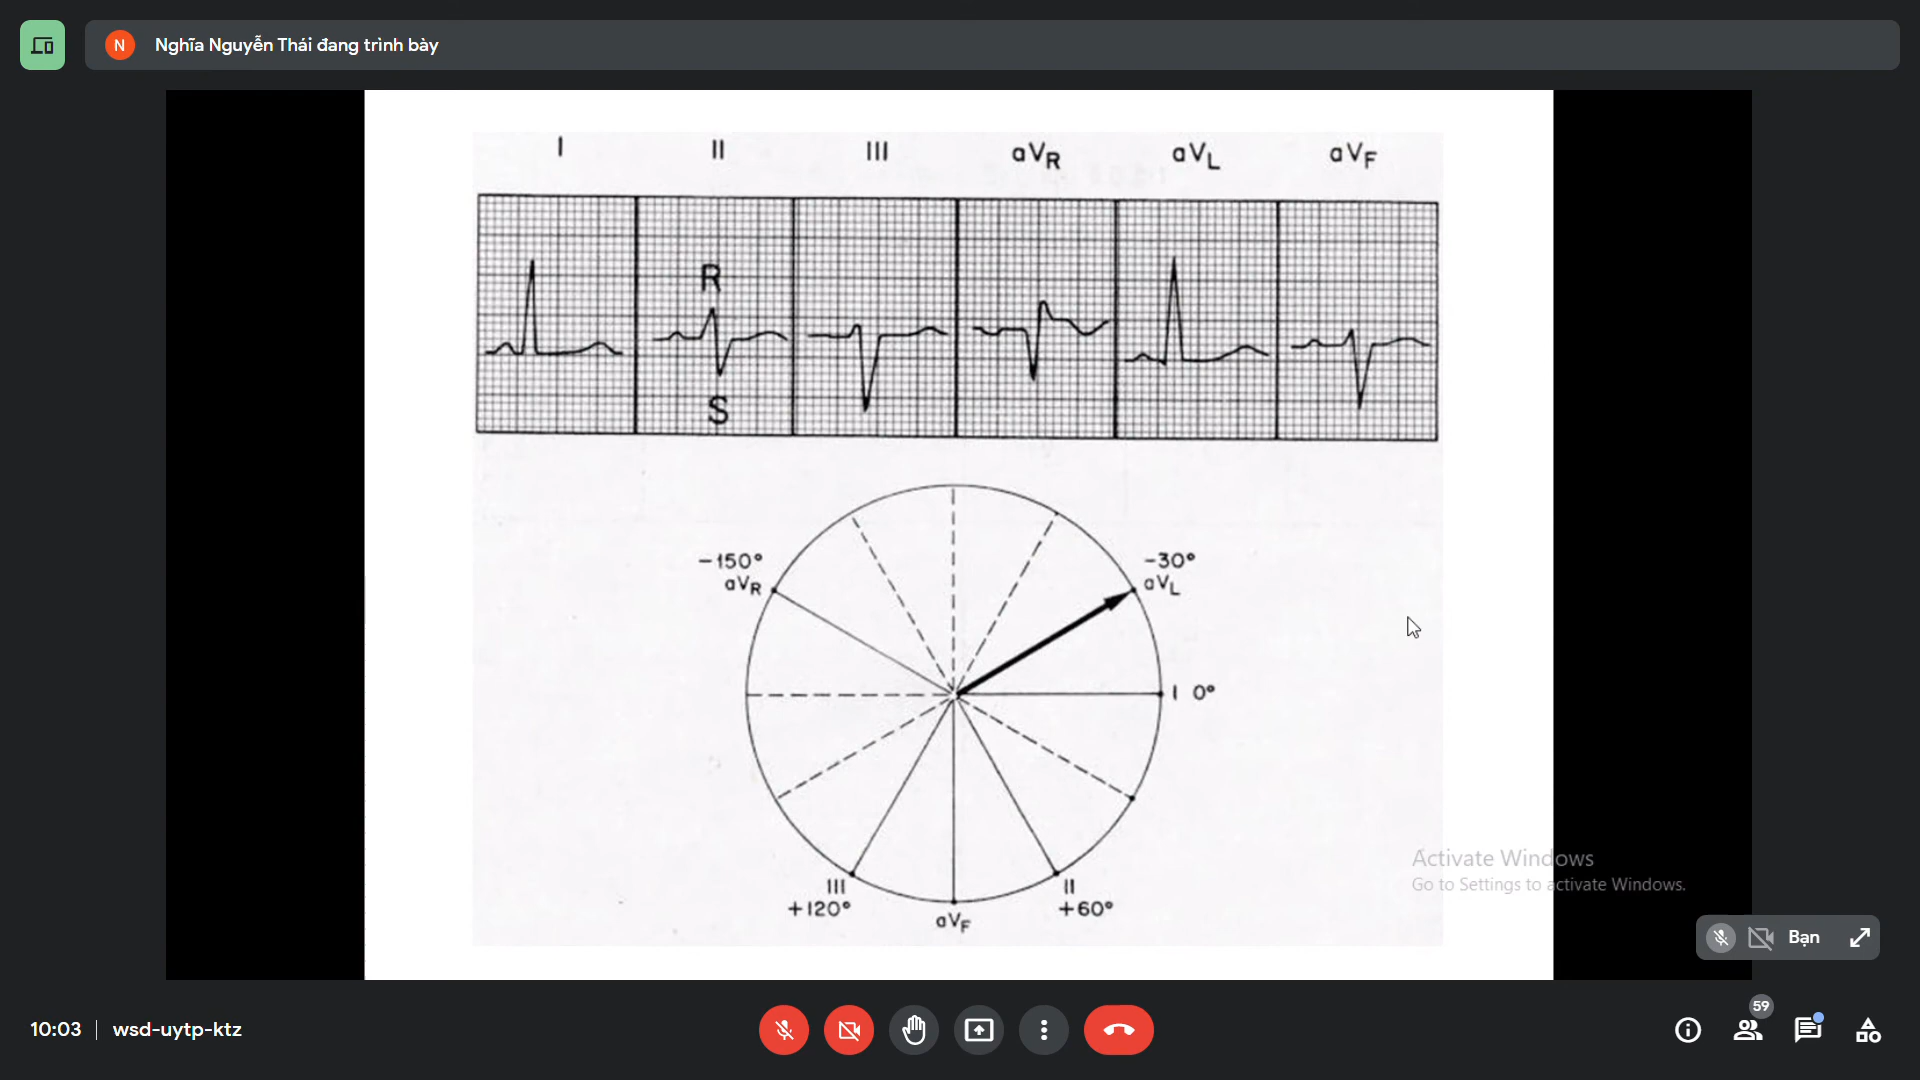 N Nghĩa Nguyễn Thái đang trình bày
I II III aVR aVL aVF
R
S
-150°
aVR
-30°
aVL
I 0°
III
+120°
aVF
II
+60°
Activate Windows
Go to Settings to activate Windows.
Bạn
10:03 | wsd-uytp-ktz
59